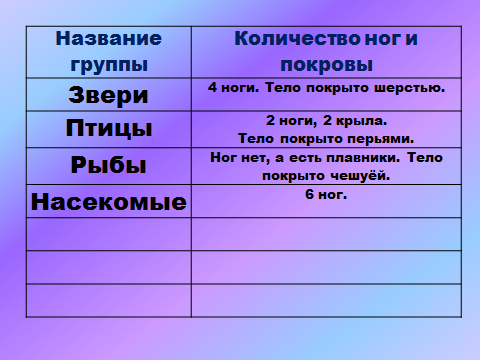 Название
группы
Количество ног и
покровы
Звери
4 ноги. Тело покрыто шерстью.
Птицы
2 ноги, 2 крыла.
Тело покрыто перьями.
Рыбы
Ног нет, а есть плавники. Тело
покрыто чешуёй.
Насекомые
6 ног.